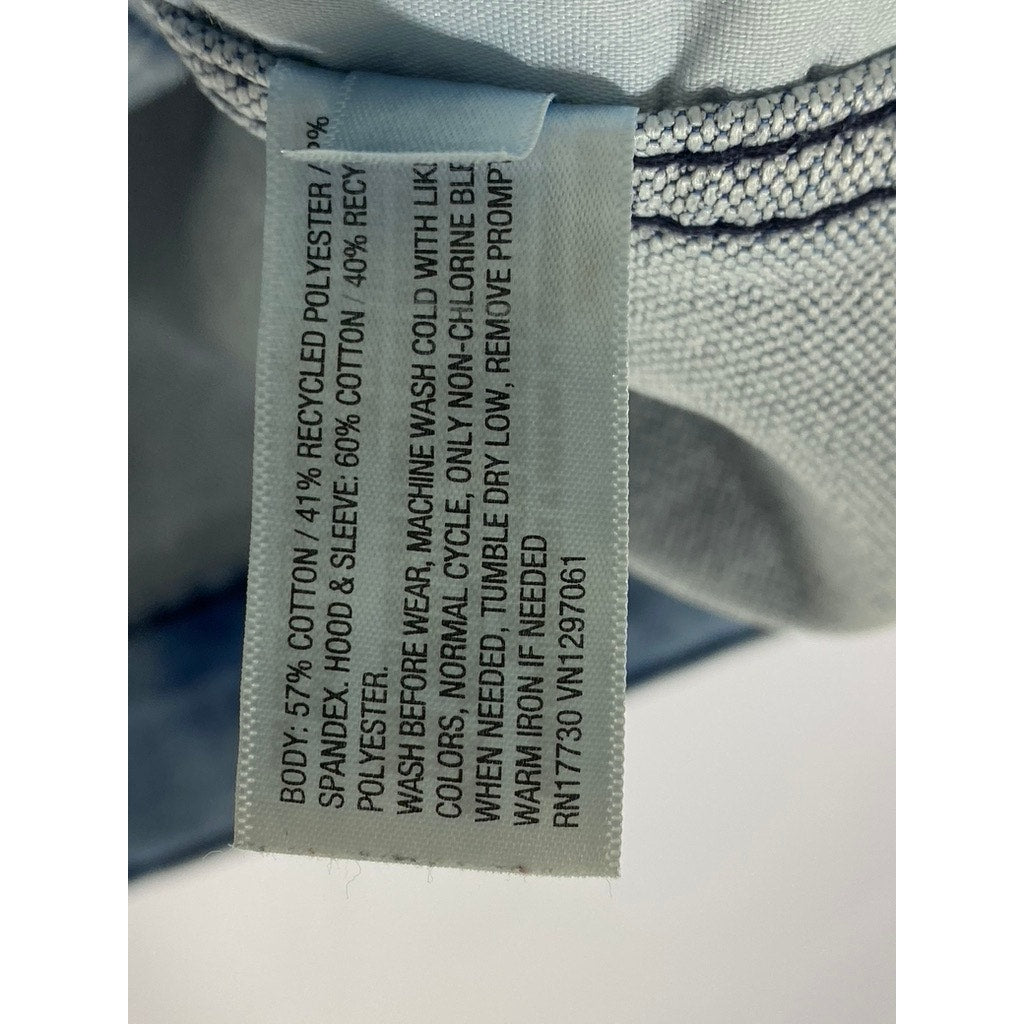 BODY: 57% COTTON / 41% RECYCLED POLYESTER /
SPANDEX. HOOD & SLEEVE: 60% COTTON / 40% RECY
POLYESTER.
WASH BEFORE WEAR, MACHINE WASH COLD WITH LIK
COLORS, NORMAL CYCLE, ONLY NON-CHLORINE BLE
WHEN NEEDED, TUMBLE DRY LOW, REMOVE PROMPT
WARM IRON IF NEEDED
RN17730 VN1297061